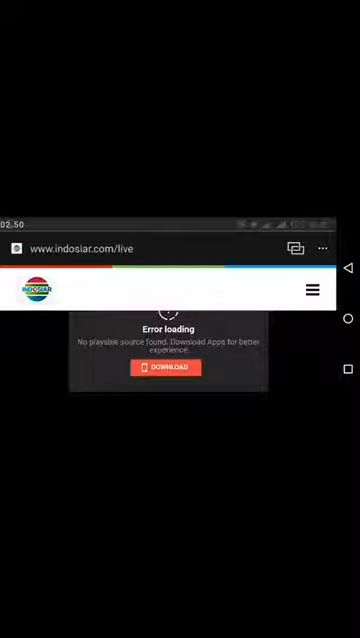 02.50
www.indosiar.com/live
INDOSIAR
Error loading
No playable source found. Download Apps for better
experience.
DOWNLOAD